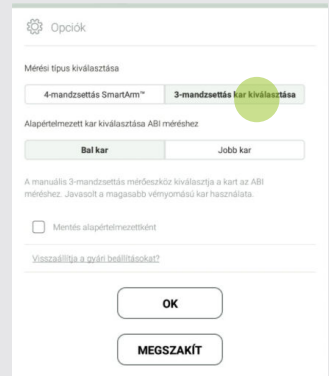 Opciók
Mérési típus kiválasztása
4-mandzsettás SmartArm™ 3-mandzsettás kar kiválasztása
Alapértelmezett kar kiválasztása ABI méréshez
Bal kar Jobb kar
A manuális 3-mandzsettás mérőeszköz kiválasztja a kart az ABI
méréshez. Javasolt a magasabb vérnyomású kar használata.
Mentés alapértelmezettként
Visszaállítja a gyári beállításokat?
OK
MEGSZAKÍT